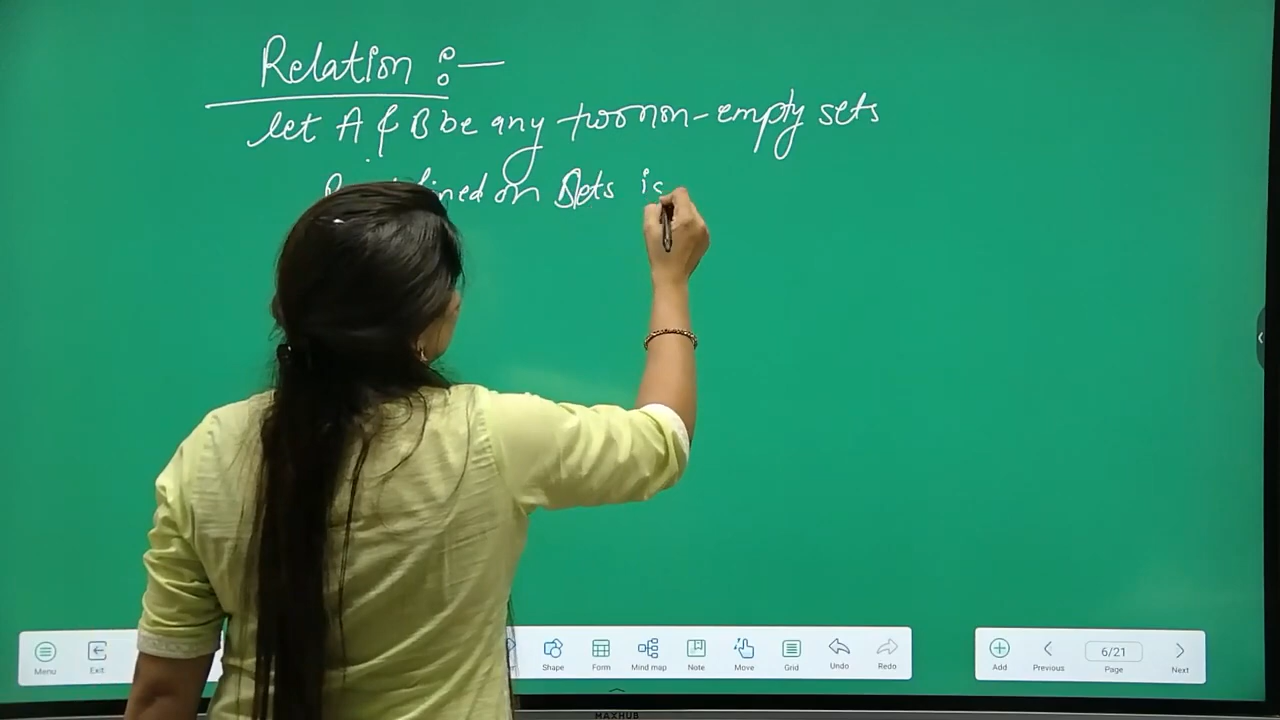 Relation :—
let A & B be any two non-empty sets
on Sets is
Menu Exit Shape Form Mind map Note Move Grid Undo Redo Add Previous 6/21 Page Next
MAXHUB